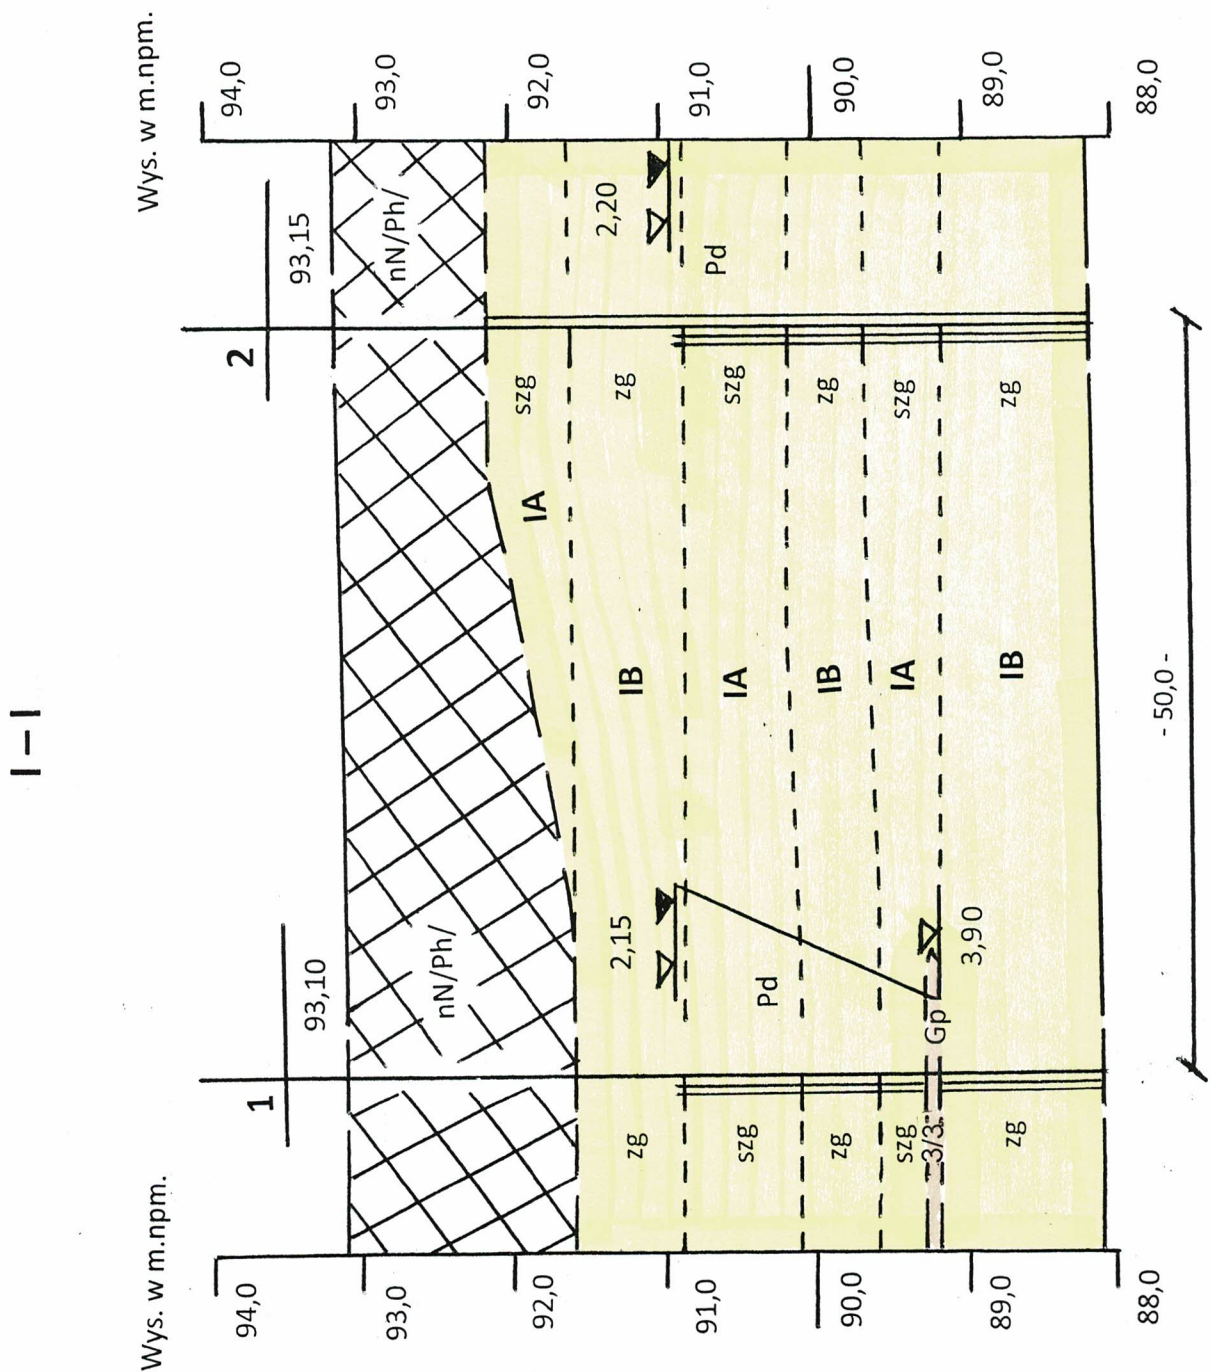 I – I
Wys. w m.npm.
Wys. w m.npm.
1
93,10
2
93,15
94,0
93,0
92,0
91,0
90,0
89,0
88,0
94,0
93,0
92,0
91,0
90,0
89,0
88,0
nN/Ph/
nN/Ph/
IA
szg
zg
2,15
IB
zg
2,20
szg
Pd
IA
szg
Pd
zg
IB
zg
szg
IA
szg
3/3
Gp
3,90
zg
IB
zg
- 50,0 -